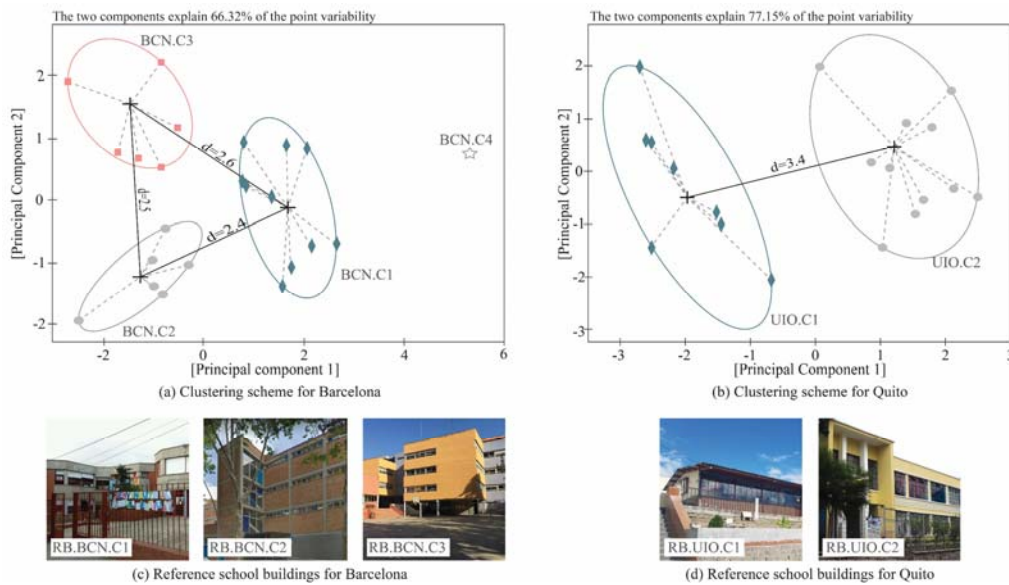 The two components explain 66.32% of the point variability
[Principal Component 2]
2
1
0
-1
-2
BCN.C3
BCN.C4
d=2.6
d=2.5
d=2.4
BCN.C1
BCN.C2
-2 0 2 4 6
[Principal component 1]
(a) Clustering scheme for Barcelona
The two components explain 77.15% of the point variability
[Principal Component 2]
2
1
0
-1
-2
-3
d=3.4
UIO.C2
UIO.C1
-3 -2 -1 0 1 2 3
[Principal component 1]
(b) Clustering scheme for Quito
RB.BCN.C1 RB.BCN.C2 RB.BCN.C3
(c) Reference school buildings for Barcelona
RB.UIO.C1 RB.UIO.C2
(d) Reference school buildings for Quito